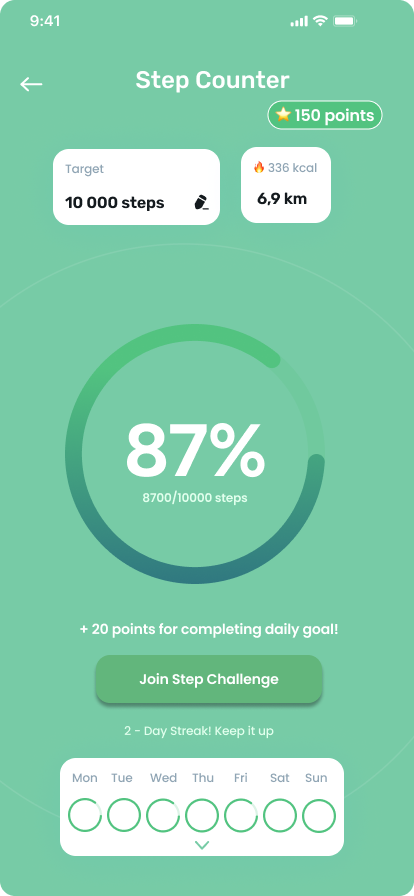 9:41
Step Counter
⭐ 150 points
Target
10 000 steps
🔥 336 kcal
6,9 km
87%
8700/10000 steps
+ 20 points for completing daily goal!
Join Step Challenge
2 - Day Streak! Keep it up
Mon Tue Wed Thu Fri Sat Sun